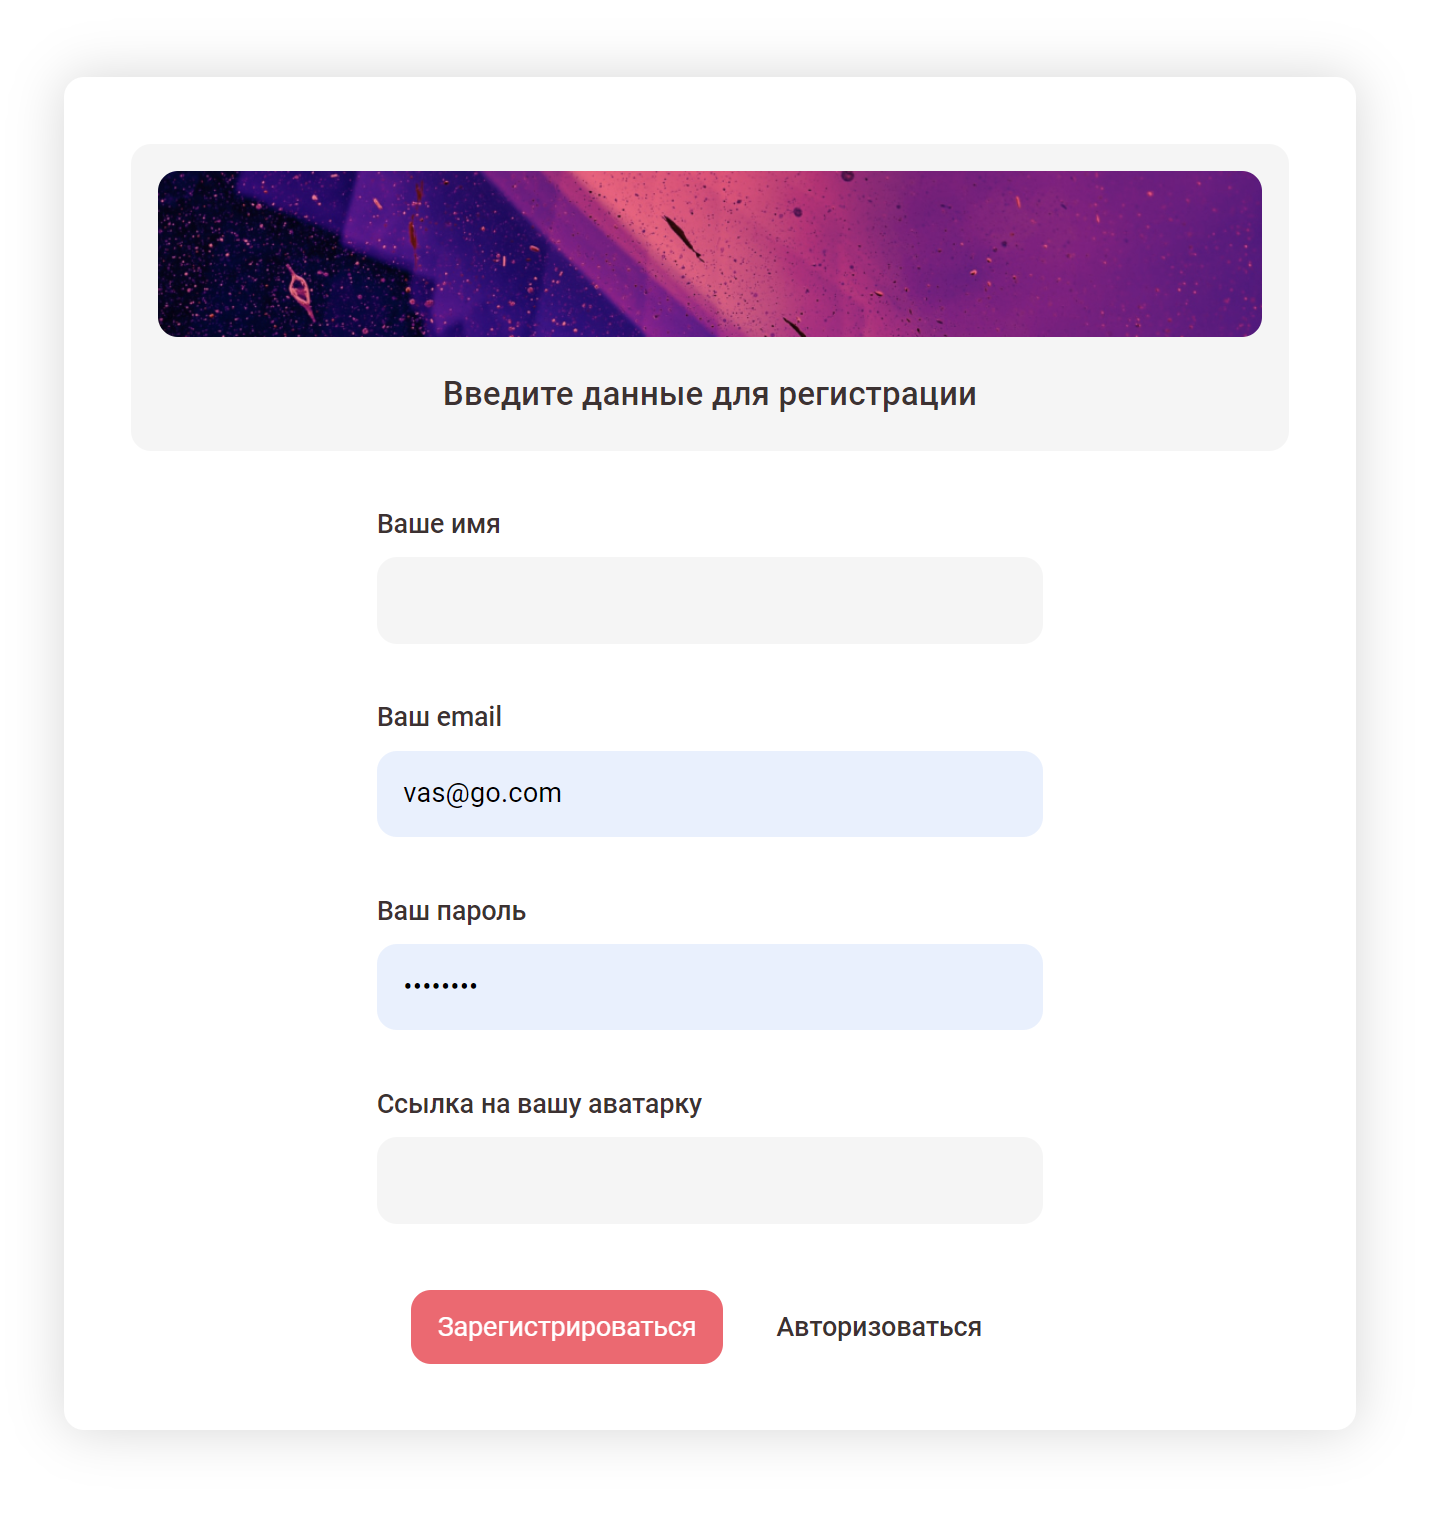 Введите данные для регистрации
Ваше имя
Ваш email
vas@go.com
Ваш пароль
••••••••
Ссылка на вашу аватарку
Зарегистрироваться
Авторизоваться